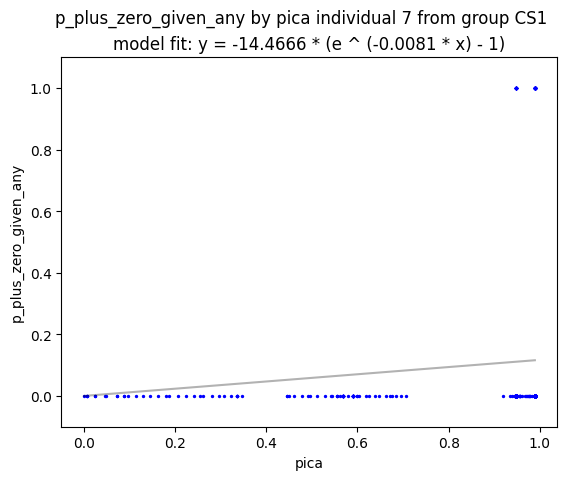 p_plus_zero_given_any by pica individual 7 from group CS1
model fit: y = -14.4666 * (e ^ (-0.0081 * x) - 1)
1.0
0.8
0.6
0.4
0.2
0.0
p_plus_zero_given_any
0.0 0.2 0.4 0.6 0.8 1.0
pica